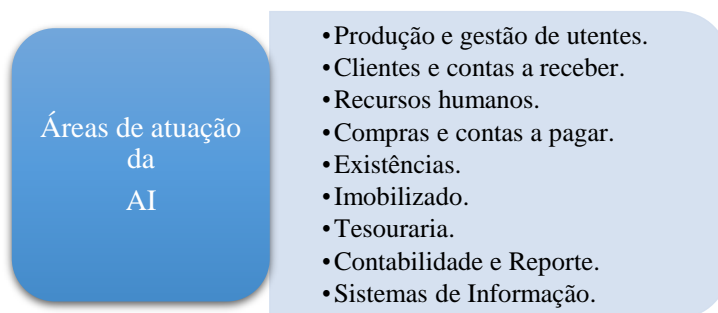 Áreas de atuação
da
AI
•Produção e gestão de utentes.
•Clientes e contas a receber.
•Recursos humanos.
•Compras e contas a pagar.
•Existências.
•Imobilizado.
•Tesouraria.
•Contabilidade e Reporte.
•Sistemas de Informação.